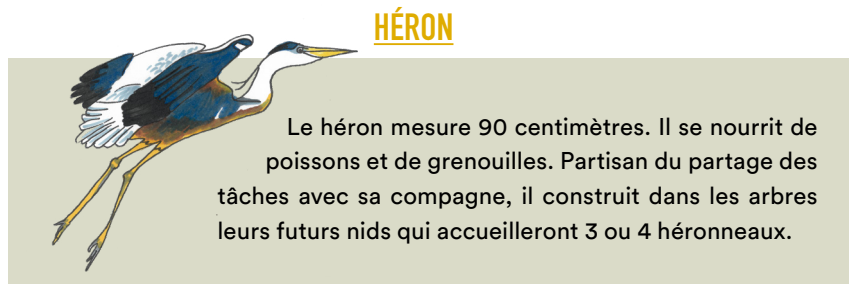 HÉRON
Le héron mesure 90 centimètres. Il se nourrit de
poissons et de grenouilles. Partisan du partage des
tâches avec sa compagne, il construit dans les arbres
leurs futurs nids qui accueilleront 3 ou 4 héronneaux.